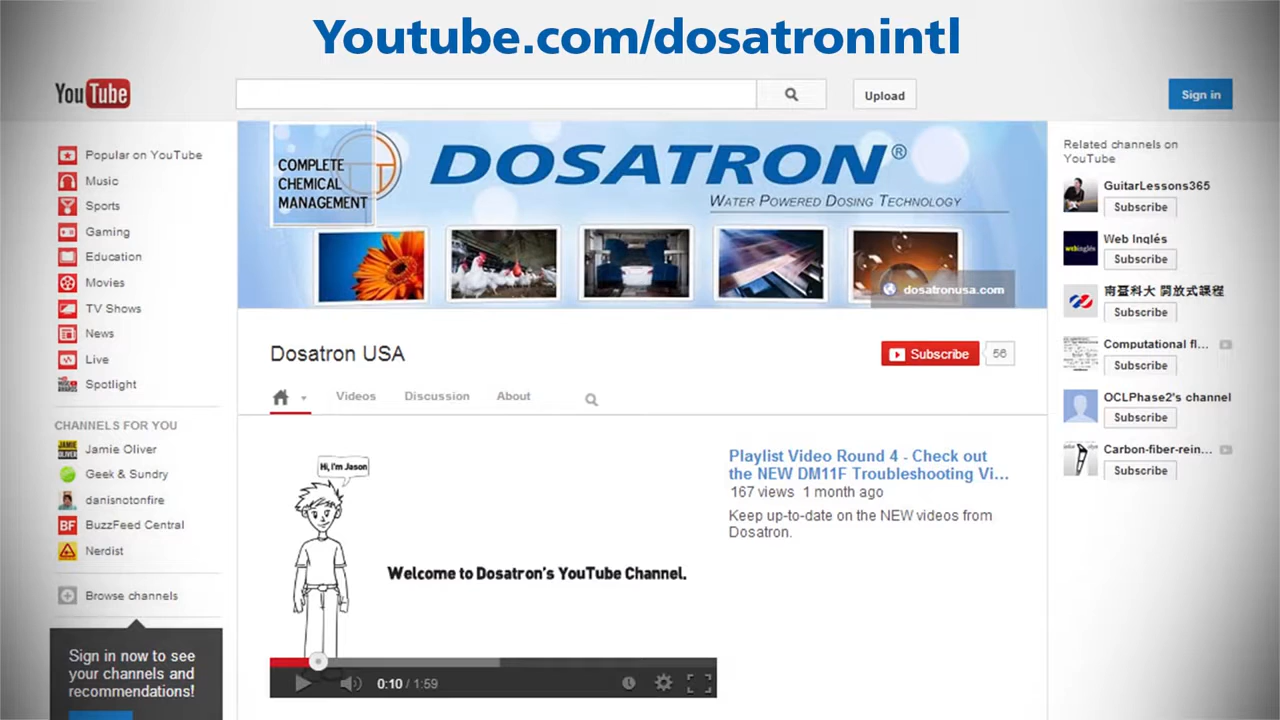 Youtube.com/dosatronintl
YouTube
Upload
Sign in
Popular on YouTube
Music
Sports
Gaming
Education
Movies
TV Shows
News
Live
Spotlight
CHANNELS FOR YOU
Jamie Oliver
Geek & Sundry
danisnotonfire
BuzzFeed Central
Nerdist
Browse channels
Sign in now to see
your channels and
recommendations!
COMPLETE
CHEMICAL
MANAGEMENT
DOSATRON®
WATER POWERED DOSING TECHNOLOGY
dosatronusa.com
Dosatron USA
Subscribe 56
Videos Discussion About
Hi, I'm Jason
Welcome to Dosatron's YouTube Channel.
0:10 / 1:59
Playlist Video Round 4 - Check out
the NEW DM11F Troubleshooting Vi...
167 views 1 month ago
Keep up-to-date on the NEW videos from
Dosatron.
Related channels on
YouTube
GuitarLessons365
Subscribe
Web Inglés
Subscribe
南臺科大 開放式課程
Subscribe
Computational fl...
Subscribe
OCLPhase2's channel
Subscribe
Carbon-fiber-rein...
Subscribe